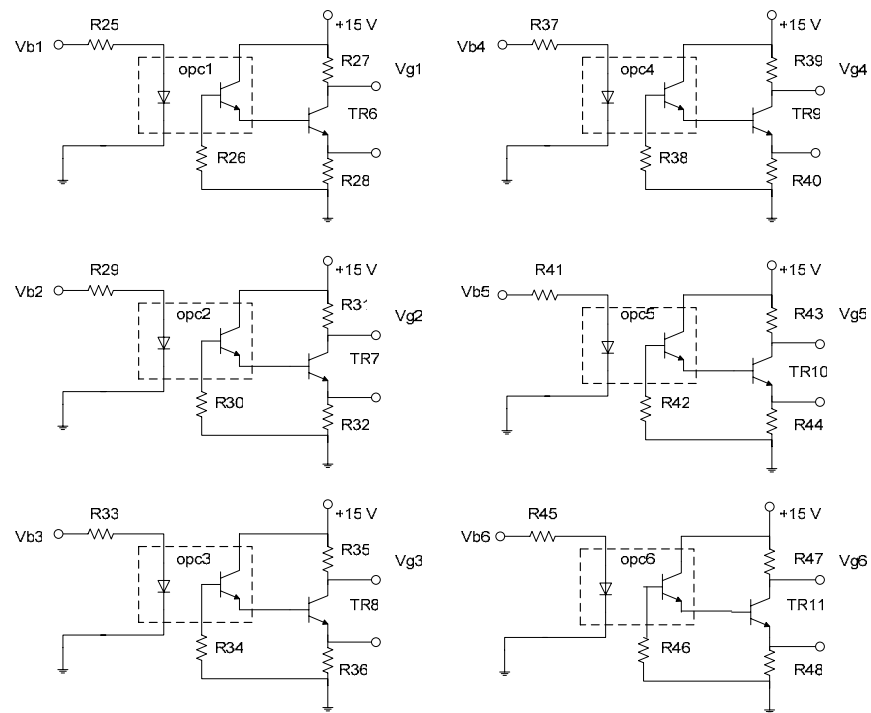 R25
+15 V
Vb1
opc1
R27
Vg1
TR6
R26
R28
R37
+15 V
Vb4
opc4
R39
Vg4
TR9
R38
R40
R29
+15 V
Vb2
opc2
R31
Vg2
TR7
R30
R32
R41
+15 V
Vb5
opc5
R43
Vg5
TR10
R42
R44
R33
+15 V
Vb3
opc3
R35
Vg3
TR8
R34
R36
R45
+15 V
Vb6
opc6
R47
Vg6
TR11
R46
R48